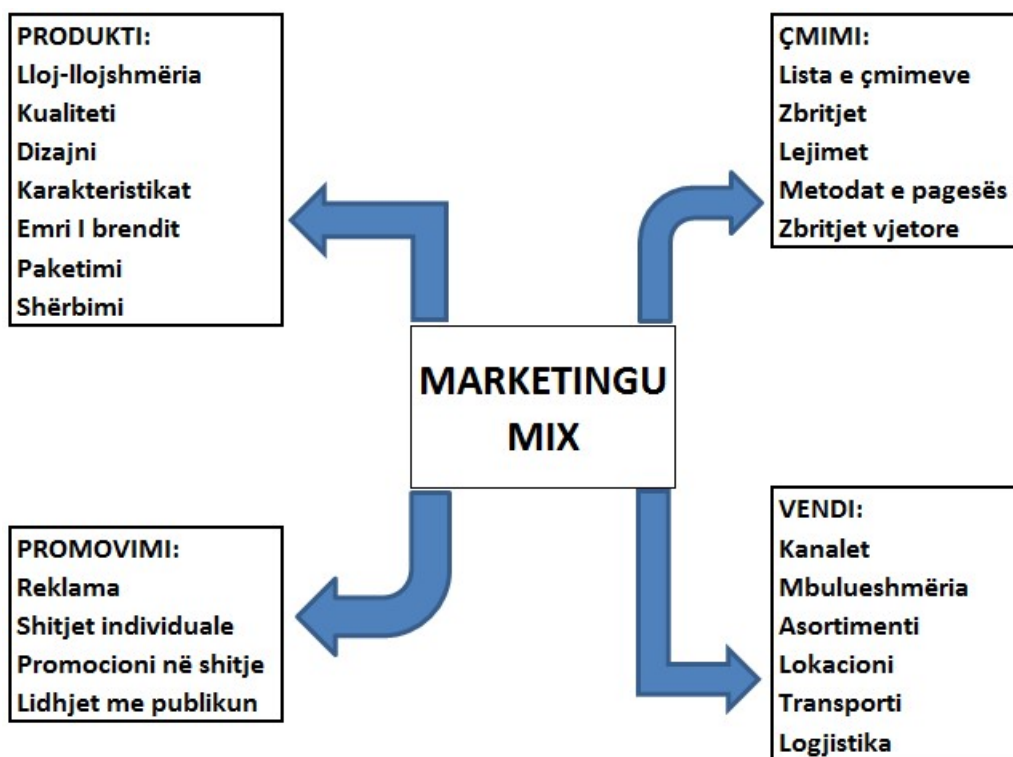 PRODUKTI:
Lloj-llojshmëria
Kualiteti
Dizajni
Karakteristikat
Emri I brendit
Paketimi
Shërbimi
ÇMIMI:
Lista e çmimeve
Zbritjet
Lejimet
Metodat e pagesës
Zbritjet vjetore
MARKETINGU
MIX
PROMOVIMI:
Reklama
Shitjet individuale
Promocioni në shitje
Lidhjet me publikun
VENDI:
Kanalet
Mbulueshmëria
Asortimenti
Lokacioni
Transporti
Logjistika